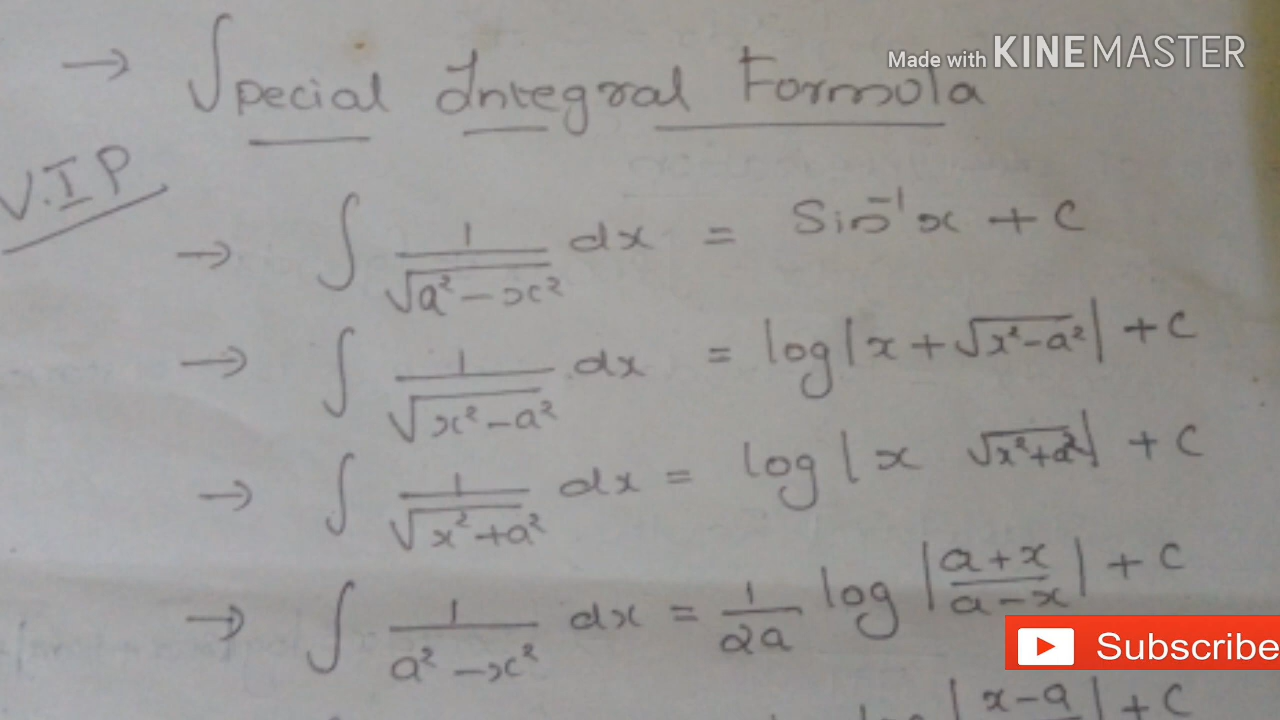 Made with KINEMASTER
→ Special Integral Formola
V.I.P
→ ∫ 1/√(a²-x²) dx = Sin⁻¹x + C
→ ∫ 1/√(x²-a²) dx = log|x + √(x²-a²)| + C
→ ∫ 1/√(x²+a²) dx = log|x √(x²+a²)| + C
→ ∫ 1/(a²-x²) dx = 1/2a log|(a+x)/(a-x)| + C
Subscribe
|x-a| + C